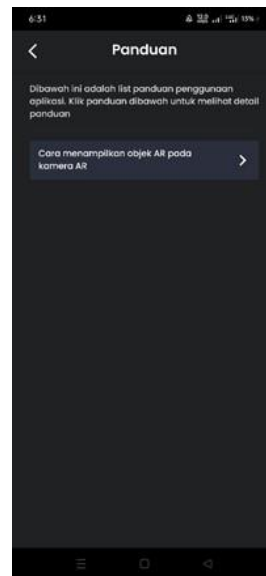 6:31
15%
Panduan
Dibawah ini adalah list panduan penggunaan
aplikasi. Klik panduan dibawah untuk melihat detail
panduan
Cara menampilkan objek AR pada
kamera AR